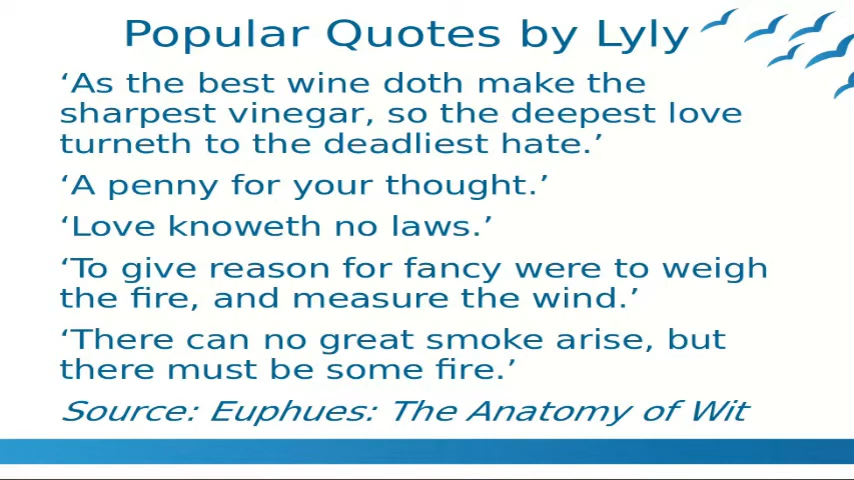 Popular Quotes by Lyly
‘As the best wine doth make the
sharpest vinegar, so the deepest love
turneth to the deadliest hate.’
‘A penny for your thought.’
‘Love knoweth no laws.’
‘To give reason for fancy were to weigh
the fire, and measure the wind.’
‘There can no great smoke arise, but
there must be some fire.’
Source: Euphues: The Anatomy of Wit